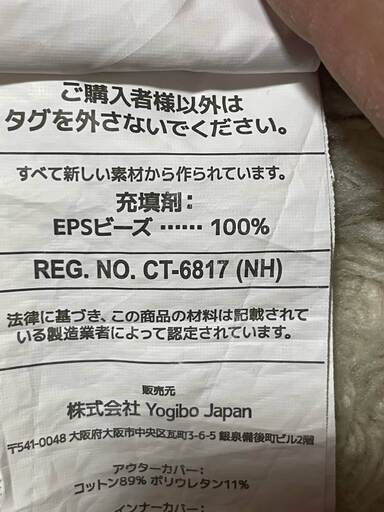 ご購入者様以外は
タグを外さないでください。
すべて新しい素材から作られています。
充填剤：
EPSビーズ …… 100%
REG. NO. CT-6817 (NH)
法律に基づき、この商品の材料は記載されて
いる製造業者によって認定されています。
販売元
株式会社 Yogibo Japan
〒541-0048 大阪府大阪市中央区瓦町3-6-5 銀泉備後町ビル2階
アウターカバー：
コットン89% ポリウレタン11%
インナーカバー：